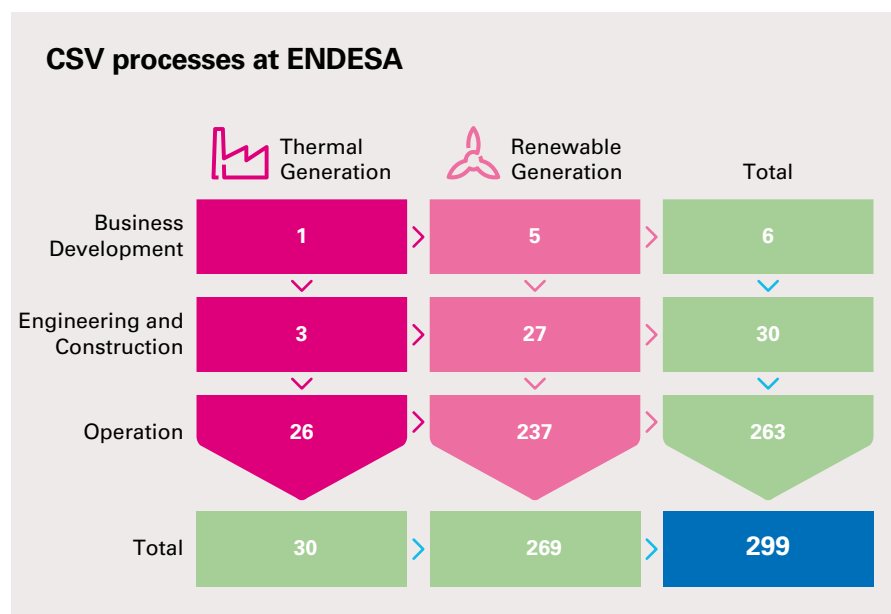 CSV processes at ENDESA
Thermal
Generation
Renewable
Generation
Total
Business
Development
1
5
6
Engineering and
Construction
3
27
30
Operation
26
237
263
Total
30
269
299